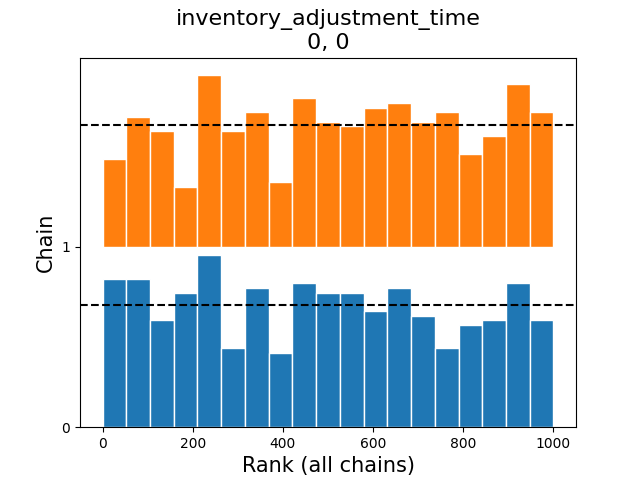 inventory_adjustment_time
0, 0
Chain
1
0
0 200 400 600 800 1000
Rank (all chains)